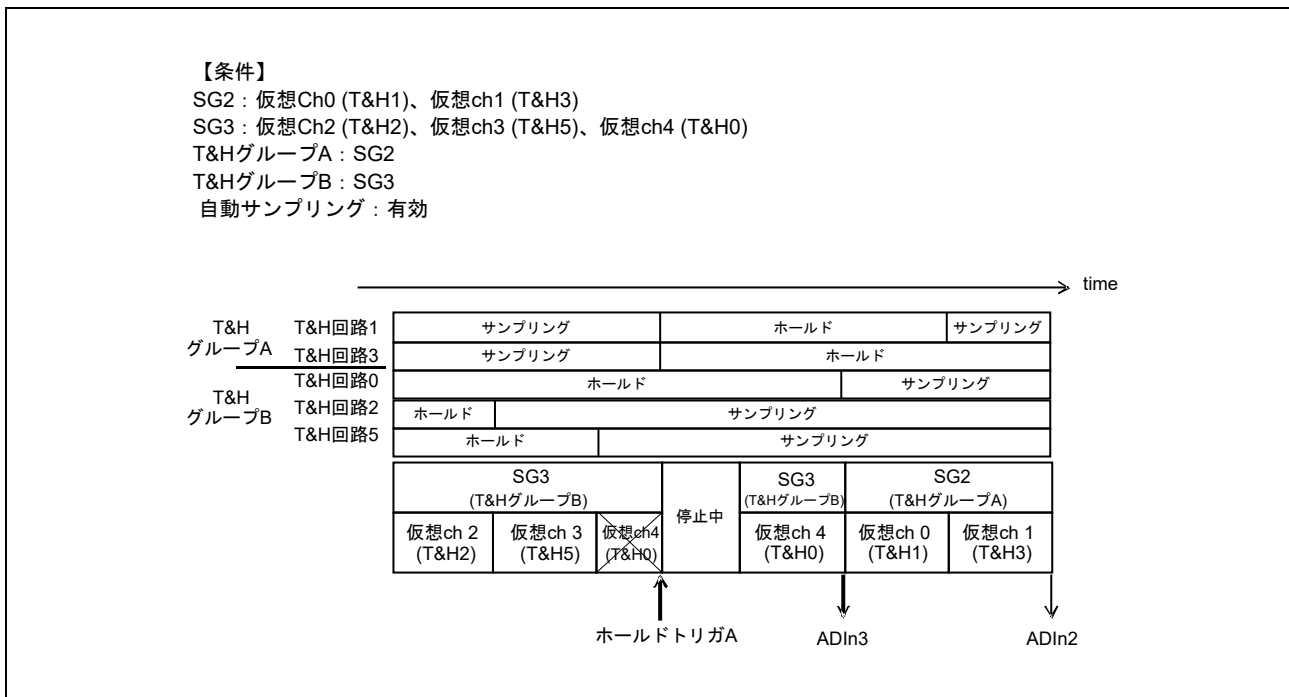 【条件】
SG2：仮想Ch0 (T&H1)、仮想ch1 (T&H3)
SG3：仮想Ch2 (T&H2)、仮想ch3 (T&H5)、仮想ch4 (T&H0)
T&HグループA：SG2
T&HグループB：SG3
自動サンプリング：有効
time
T&H
グループA
T&H回路1
サンプリング
ホールド
サンプリング
T&H回路3
サンプリング
ホールド
T&H
グループB
T&H回路0
ホールド
サンプリング
T&H回路2
ホールド
サンプリング
T&H回路5
ホールド
サンプリング
SG3
(T&HグループB)
停止中
SG3
(T&HグループB)
SG2
(T&HグループA)
仮想ch 2
(T&H2)
仮想ch 3
(T&H5)
仮想ch4
(T&H0)
仮想ch 4
(T&H0)
仮想ch 0
(T&H1)
仮想ch 1
(T&H3)
ホールドトリガA
ADIn3
ADIn2